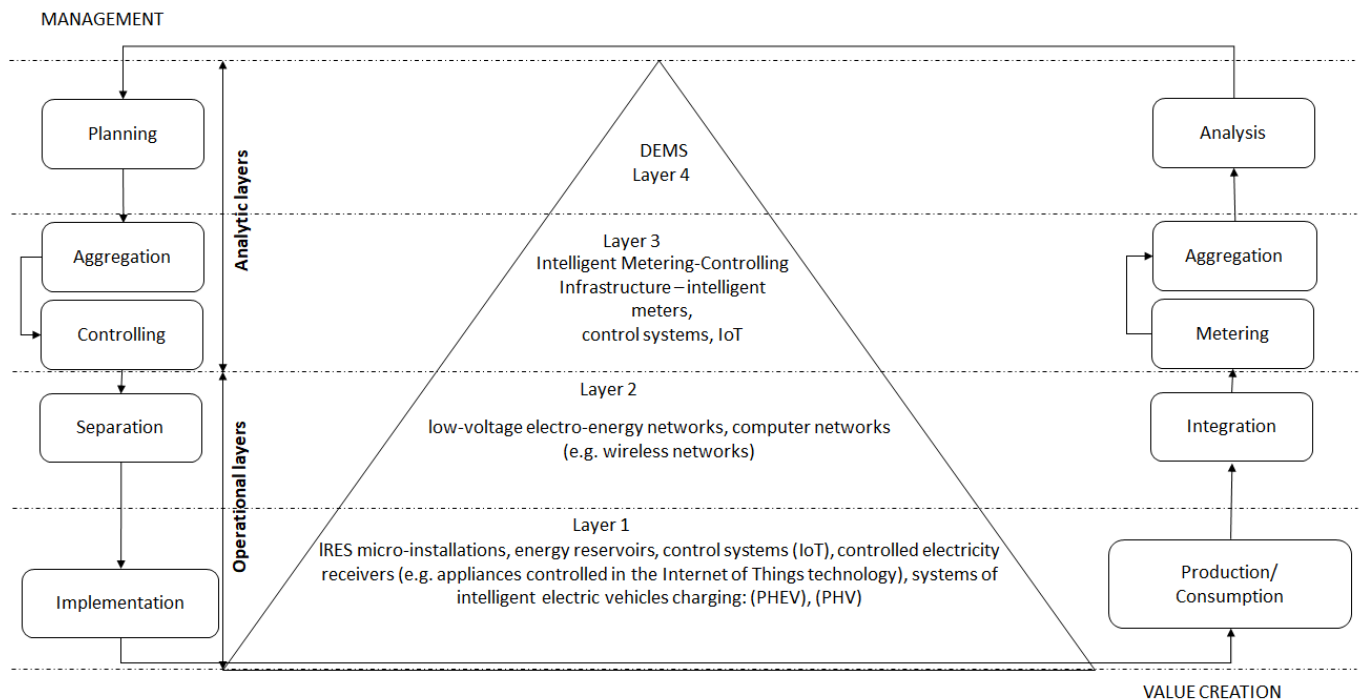 MANAGEMENT
Planning
Aggregation
Controlling
Separation
Implementation
Analytic layers
Operational layers
DEMS
Layer 4
Layer 3
Intelligent Metering-Controlling
Infrastructure – intelligent
meters,
control systems, IoT
Layer 2
low-voltage electro-energy networks, computer networks
(e.g. wireless networks)
Layer 1
IRES micro-installations, energy reservoirs, control systems (IoT), controlled electricity
receivers (e.g. appliances controlled in the Internet of Things technology), systems of
intelligent electric vehicles charging: (PHEV), (PHV)
Analysis
Aggregation
Metering
Integration
Production/
Consumption
VALUE CREATION